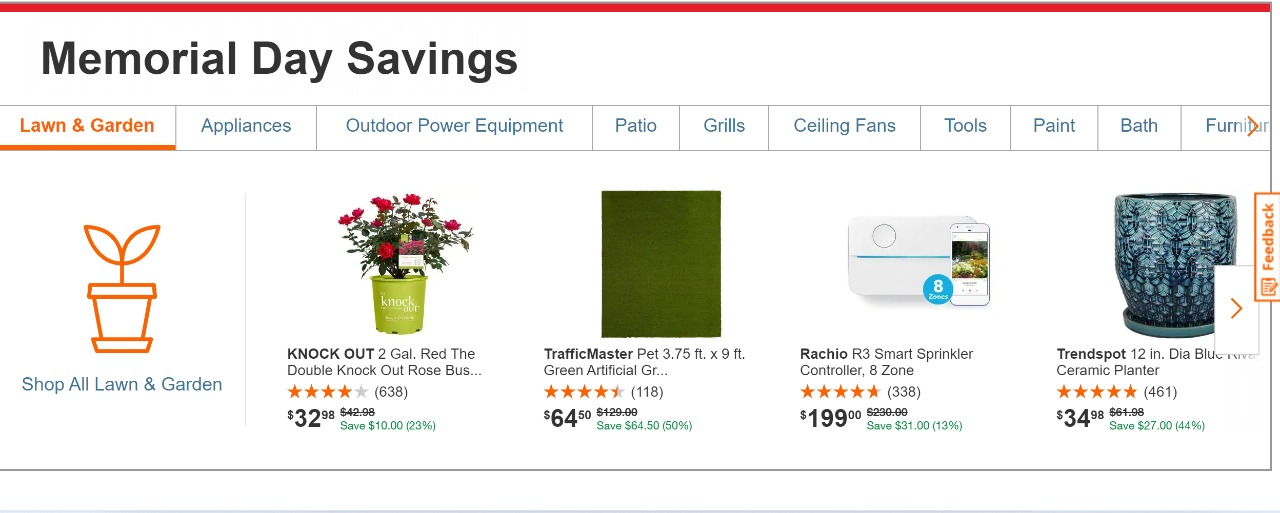 Memorial Day Savings
Lawn & Garden
Appliances
Outdoor Power Equipment
Patio
Grills
Ceiling Fans
Tools
Paint
Bath
Furnitur
Feedback
Shop All Lawn & Garden
knock
OUT
KNOCK OUT 2 Gal. Red The
Double Knock Out Rose Bus...
(638)
$32 98 $42.98
Save $10.00 (23%)
TrafficMaster Pet 3.75 ft. x 9 ft.
Green Artificial Gr...
(118)
$64 50 $129.00
Save $64.50 (50%)
8
Zones
Rachio R3 Smart Sprinkler
Controller, 8 Zone
(338)
$199 00 $230.00
Save $31.00 (13%)
Trendspot 12 in. Dia Blue Riva
Ceramic Planter
(461)
$34 98 $61.98
Save $27.00 (44%)